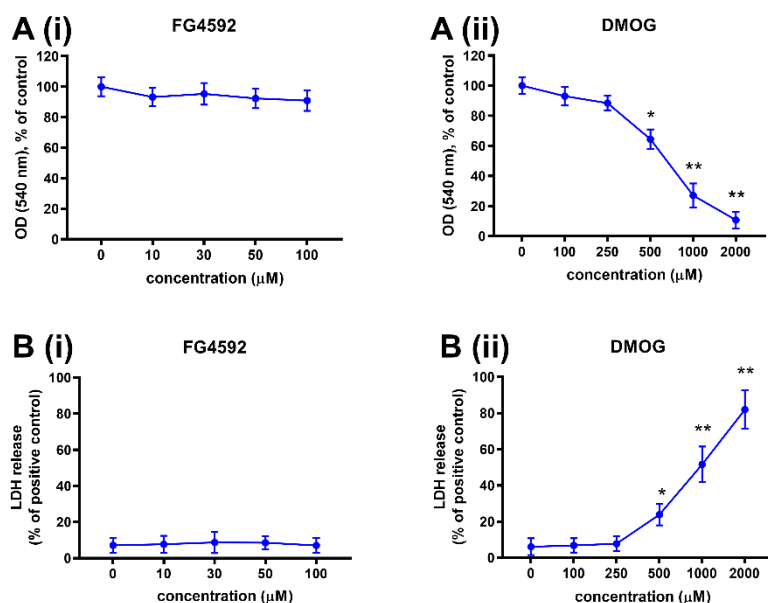 A (i)
FG4592
OD (540 nm), % of control
120
100
80
60
40
20
0
0 10 30 50 100
concentration (μM)
A (ii)
DMOG
OD (540 nm), % of control
120
100
80
60
40
20
0
*
**
**
0 100 250 500 1000 2000
concentration (μM)
B (i)
FG4592
LDH release
(% of positive control)
100
80
60
40
20
0
0 10 30 50 100
concentration (μM)
B (ii)
DMOG
LDH release
(% of positive control)
100
80
60
40
20
0
*
**
**
0 100 250 500 1000 2000
concentration (μM)